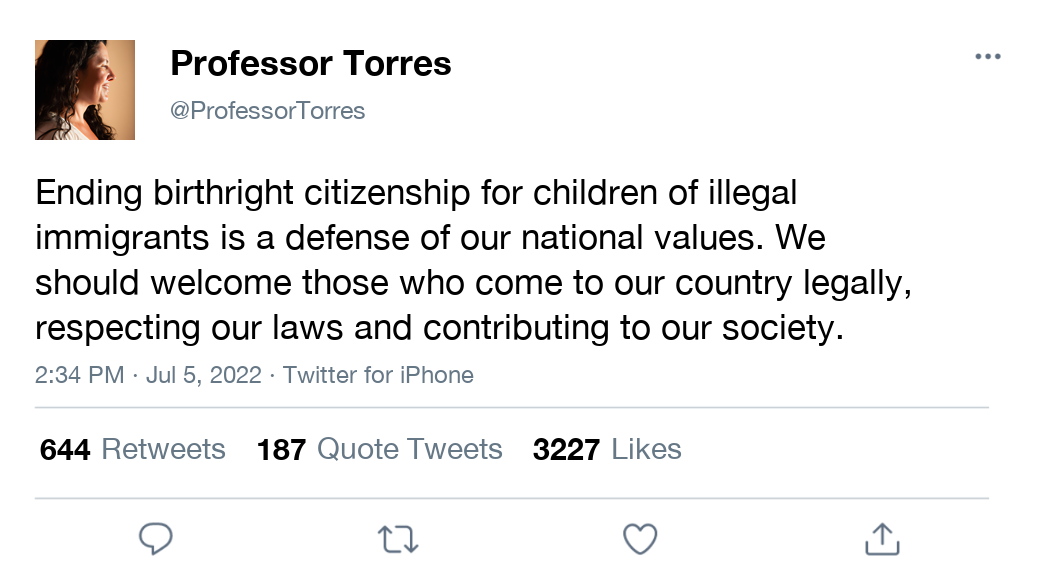 Professor Torres
@ProfessorTorres
Ending birthright citizenship for children of illegal
immigrants is a defense of our national values. We
should welcome those who come to our country legally,
respecting our laws and contributing to our society.
2:34 PM · Jul 5, 2022 · Twitter for iPhone
644 Retweets 187 Quote Tweets 3227 Likes